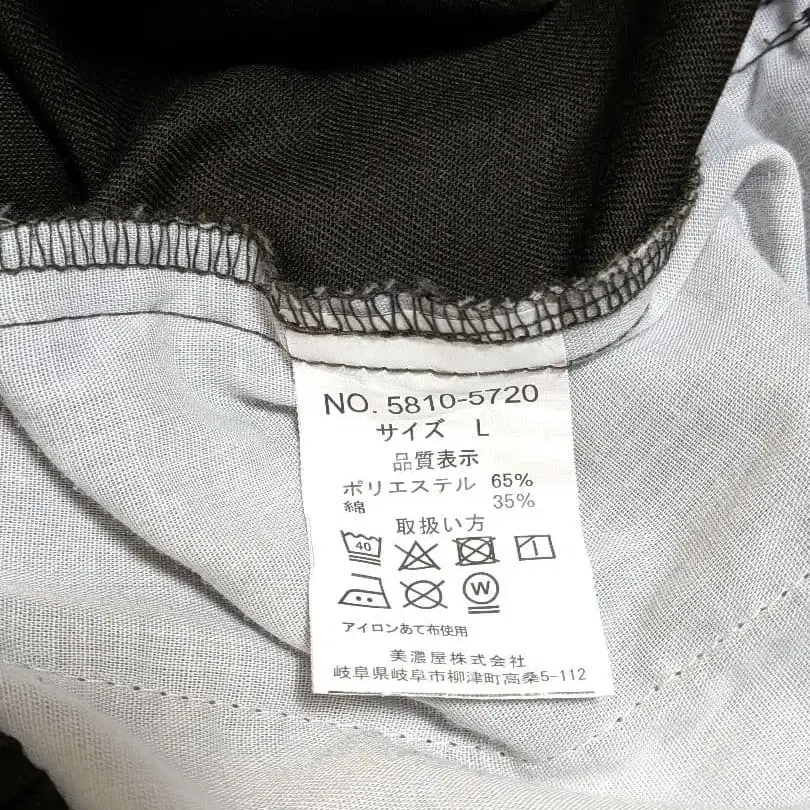 NO. 5810-5720
サイズ L
品質表示
ポリエステル 65%
綿 35%
取扱い方
40
W
アイロンあて布使用
美濃屋株式会社
岐阜県岐阜市柳津町高桑5-112